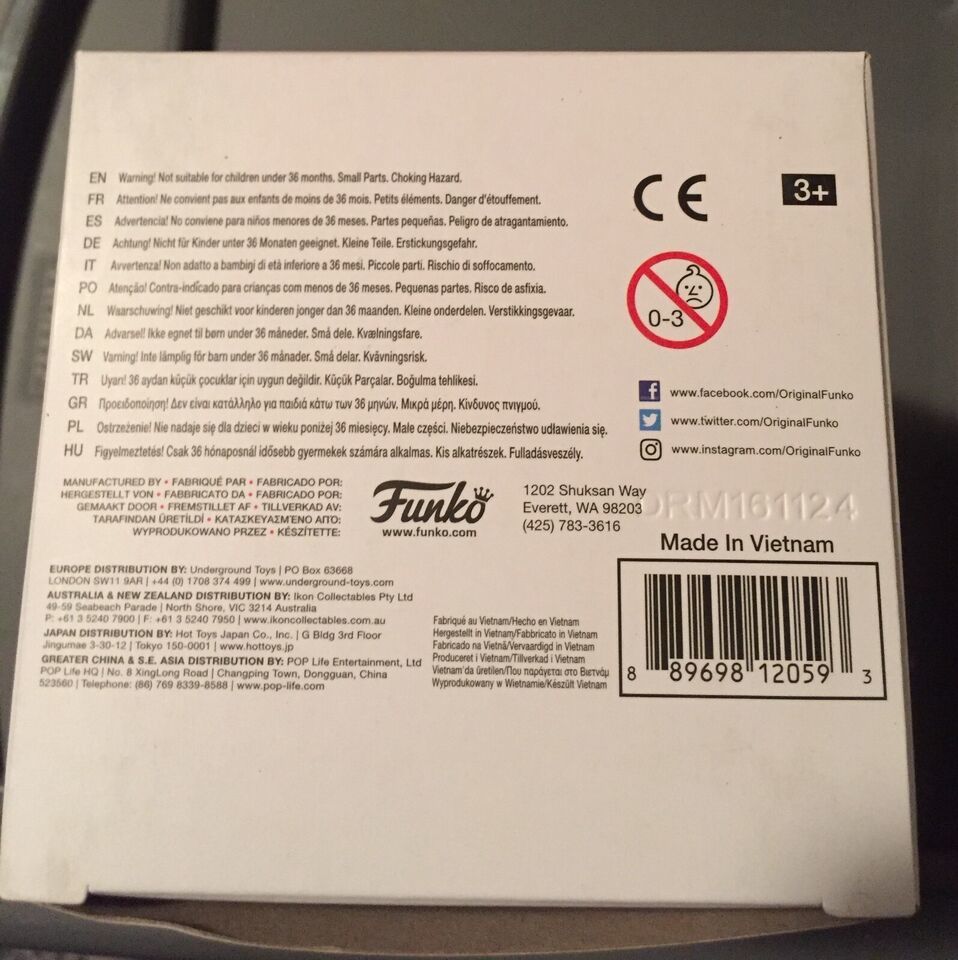 EN Warning! Not suitable for children under 36 months. Small Parts. Choking Hazard.
FR Attention! Ne convient pas aux enfants de moins de 36 mois. Petits éléments. Danger d'étouffement.
ES Advertencia! No conviene para niños menores de 36 meses. Partes pequeñas. Peligro de atragantamiento.
DE Achtung! Nicht für Kinder unter 36 Monaten geeignet. Kleine Teile. Erstickungsgefahr.
IT Avvertenza! Non adatto a bambinj di età inferiore a 36 mesi. Piccole parti. Rischio di soffocamento.
PO Atenção! Contra-indicado para crianças com menos de 36 meses. Pequenas partes. Risco de asfixia.
NL Waarschuwing! Niet geschikt voor kinderen jonger dan 36 maanden. Kleine onderdelen. Verstikkingsgevaar.
DA Advarsel! Ikke egnet til børn under 36 måneder. Små dele. Kvælningsfare.
SW Varning! Inte lämplig för barn under 36 månader. Små delar. Kvävningsrisk.
TR Uyarı! 36 aydan küçük çocuklar için uygun değildir. Küçük Parçalar. Boğulma tehlikesi.
GR Προειδοποίηση! Δεν είναι κατάλληλο για παιδιά κάτω των 36 μηνών. Μικρά μέρη. Κίνδυνος πνιγμού.
PL Ostrzeżenie! Nie nadaje się dla dzieci w wieku poniżej 36 miesięcy. Małe części. Niebezpieczeństwo udławienia się.
HU Figyelmeztetés! Csak 36 hónaposnál idősebb gyermekek számára alkalmas. Kis alkatrészek. Fulladásveszély.
CE 3+
0-3
www.facebook.com/OriginalFunko
www.twitter.com/OriginalFunko
www.instagram.com/OriginalFunko
MANUFACTURED BY • FABRIQUÉ PAR • FABRICADO POR:
HERGESTELLT VON • FABBRICATO DA • FABRICADO POR:
GEMAAKT DOOR • FREMSTILLET AF • TILLVERKAD AV:
TARAFINDAN ÜRETİLDİ • ΚΑΤΑΣΚΕΥΑΣΜΈΝΟ ΑΠΌ:
WYPRODUKOWANO PRZEZ • KÉSZÍTETTE:
Funko
www.funko.com
1202 Shuksan Way
Everett, WA 98203
(425) 783-3616
DRM161124
Made In Vietnam
EUROPE DISTRIBUTION BY: Underground Toys | PO Box 63668
LONDON SW11 9AR | +44 (0) 1708 374 499 | www.underground-toys.com
AUSTRALIA & NEW ZEALAND DISTRIBUTION BY: Ikon Collectables Pty Ltd
49-59 Seabeach Parade | North Shore, VIC 3214 Australia
P: +61 3 5240 7900 | F: +61 3 5240 7950 | www.ikoncollectables.com.au
JAPAN DISTRIBUTION BY: Hot Toys Japan Co., Inc. | G Bldg 3rd Floor
Jingumae 3-30-12 | Tokyo 150-0001 | www.hottoys.jp
GREATER CHINA & S.E. ASIA DISTRIBUTION BY: POP Life Entertainment, Ltd
POP Life HQ | No. 8 XingLong Road | Changping Town, Dongguan, China
523560 | Telephone: (86) 769 8339-8588 | www.pop-life.com
Fabriqué au Vietnam/Hecho en Vietnam
Hergestellt in Vietnam/Fabbricato in Vietnam
Fabricado na Vietnã/Vervaardigd in Vietnam
Produceret i Vietnam/Tillverkad i Vietnam
Vietnam'da üretilen/Που παράγεται στο Βιετνάμ
Wyprodukowany w Wietnamie/Készült Vietnam
8 89698 12059 3